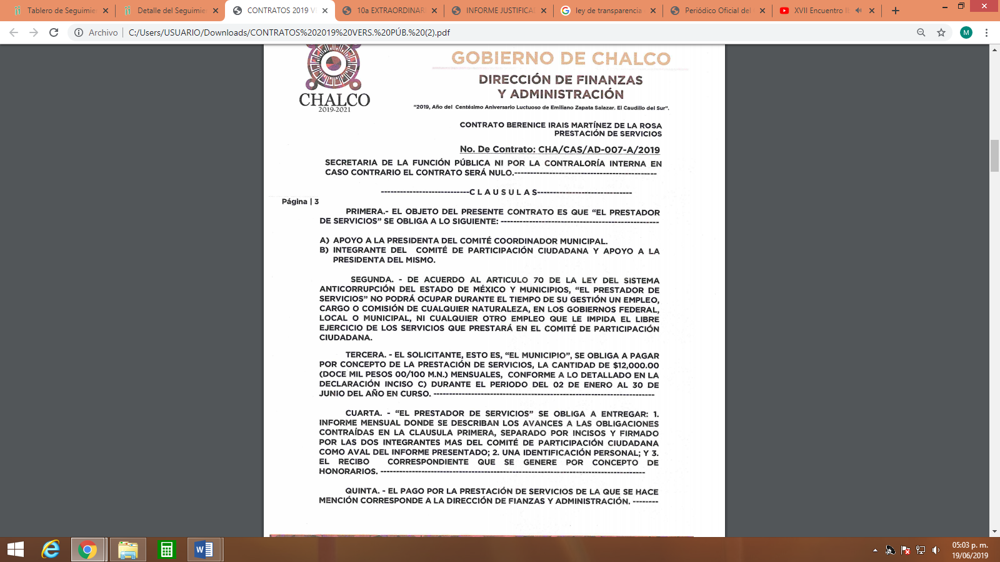 Tablero de Seguimie
Detalle del Seguimie
CONTRATOS 2019 V
10a EXTRAORDINAR
INFORME JUSTIFICA
ley de transparencia
Periódico Oficial del
XVII Encuentro I
Archivo
C:/Users/USUARIO/Downloads/CONTRATOS%202019%20VERS.%20PÚB.%20(2).pdf
M
CHALCO
2019-2021
GOBIERNO DE CHALCO
DIRECCIÓN DE FINANZAS
Y ADMINISTRACIÓN
"2019, Año del Centésimo Aniversario Luctuoso de Emiliano Zapata Salazar. El Caudillo del Sur".
CONTRATO BERENICE IRAIS MARTÍNEZ DE LA ROSA
PRESTACIÓN DE SERVICIOS
No. De Contrato: CHA/CAS/AD-007-A/2019
SECRETARIA DE LA FUNCIÓN PÚBLICA NI POR LA CONTRALORÍA INTERNA EN
CASO CONTRARIO EL CONTRATO SERÁ NULO.--------------------------------------------
----------------------------C L A U S U L A S------------------------------
Página | 3
PRIMERA.- EL OBJETO DEL PRESENTE CONTRATO ES QUE “EL PRESTADOR
DE SERVICIOS” SE OBLIGA A LO SIGUIENTE: --------------------------------------------------
A) APOYO A LA PRESIDENTA DEL COMITÉ COORDINADOR MUNICIPAL.
B) INTEGRANTE DEL COMITÉ DE PARTICIPACIÓN CIUDADANA Y APOYO A LA
PRESIDENTA DEL MISMO.
SEGUNDA. - DE ACUERDO AL ARTICULO 70 DE LA LEY DEL SISTEMA
ANTICORRUPCIÓN DEL ESTADO DE MÉXICO Y MUNICIPIOS, “EL PRESTADOR DE
SERVICIOS” NO PODRÁ OCUPAR DURANTE EL TIEMPO DE SU GESTIÓN UN EMPLEO,
CARGO O COMISIÓN DE CUALQUIER NATURALEZA, EN LOS GOBIERNOS FEDERAL,
LOCAL O MUNICIPAL, NI CUALQUIER OTRO EMPLEO QUE LE IMPIDA EL LIBRE
EJERCICIO DE LOS SERVICIOS QUE PRESTARÁ EN EL COMITÉ DE PARTICIPACIÓN
CIUDADANA.
TERCERA. - EL SOLICITANTE, ESTO ES, “EL MUNICIPIO”, SE OBLIGA A PAGAR
POR CONCEPTO DE LA PRESTACIÓN DE SERVICIOS, LA CANTIDAD DE $12,000.00
(DOCE MIL PESOS 00/100 M.N.) MENSUALES, CONFORME A LO DETALLADO EN LA
DECLARACIÓN INCISO C) DURANTE EL PERIODO DEL 02 DE ENERO AL 30 DE
JUNIO DEL AÑO EN CURSO. ----------------------------------------------------------------------
CUARTA. - “EL PRESTADOR DE SERVICIOS” SE OBLIGA A ENTREGAR: 1.
INFORME MENSUAL DONDE SE DESCRIBAN LOS AVANCES A LAS OBLIGACIONES
CONTRAÍDAS EN LA CLAUSULA PRIMERA, SEPARADO POR INCISOS Y FIRMADO
POR LAS DOS INTEGRANTES MAS DEL COMITÉ DE PARTICIPACIÓN CIUDADANA
COMO AVAL DEL INFORME PRESENTADO; 2. UNA IDENTIFICACIÓN PERSONAL; Y 3.
EL RECIBO CORRESPONDIENTE QUE SE GENERE POR CONCEPTO DE
HONORARIOS. ------------------------------------------------------------------------------------
QUINTA. - EL PAGO POR LA PRESTACIÓN DE SERVICIOS DE LA QUE SE HACE
MENCIÓN CORRESPONDE A LA DIRECCIÓN DE FIANZAS Y ADMINISTRACIÓN. --------
05:03 p. m.
19/06/2019